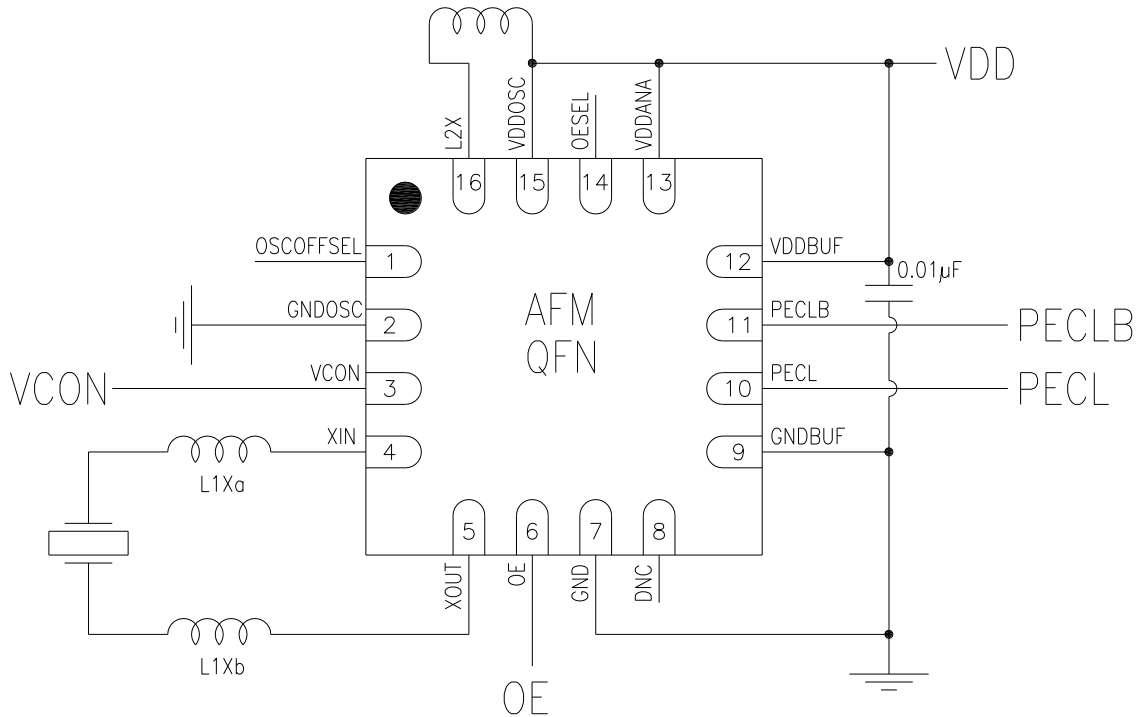 VDD
L2X
VDDOSC
OESEL
VDDANA
16
15
14
13
OSCOFFSEL
1
12
VDDBUF
0.01µF
GNDOSC
2
AFM
QFN
11
PECLB
PECLB
VCON
VCON
3
10
PECL
PECL
XIN
4
9
GNDBUF
L1Xa
5
6
7
8
XOUT
OE
GND
DNC
L1Xb
OE